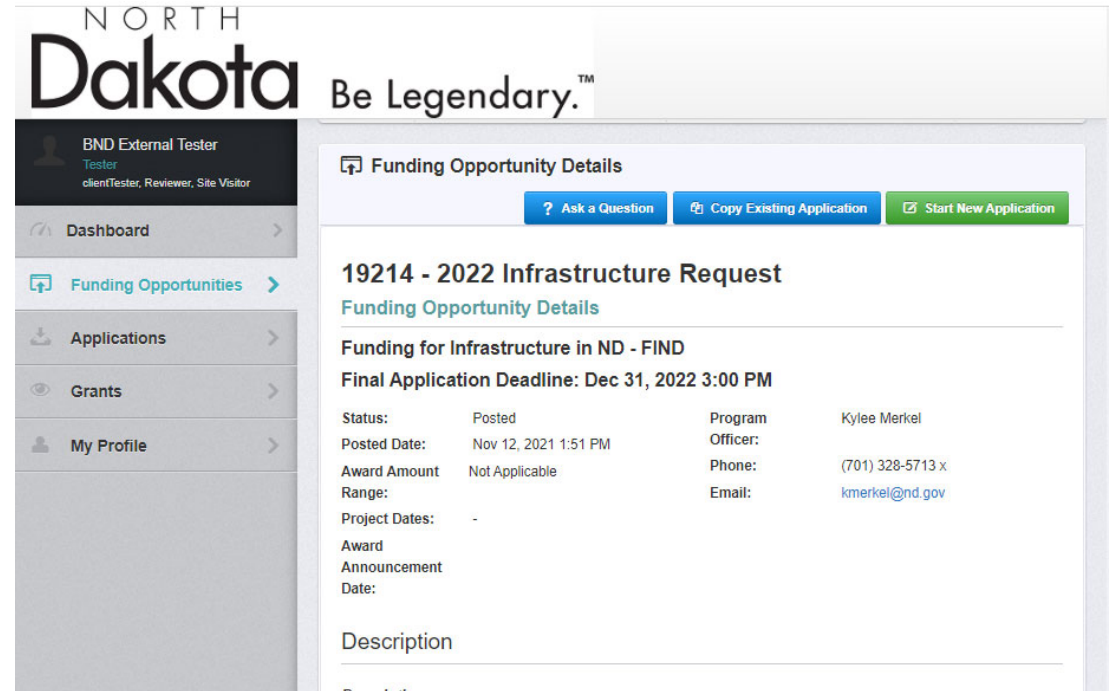 NORTH
Dakota Be Legendary.™
BND External Tester
Tester
clientTester, Reviewer, Site Visitor
Dashboard
Funding Opportunities
Applications
Grants
My Profile
Funding Opportunity Details
? Ask a Question
Copy Existing Application
Start New Application
19214 - 2022 Infrastructure Request
Funding Opportunity Details
Funding for Infrastructure in ND - FIND
Final Application Deadline: Dec 31, 2022 3:00 PM
Status: Posted
Posted Date: Nov 12, 2021 1:51 PM
Award Amount Not Applicable
Range:
Project Dates: -
Award
Announcement
Date:
Program Kylee Merkel
Officer:
Phone: (701) 328-5713 x
Email: kmerkel@nd.gov
Description